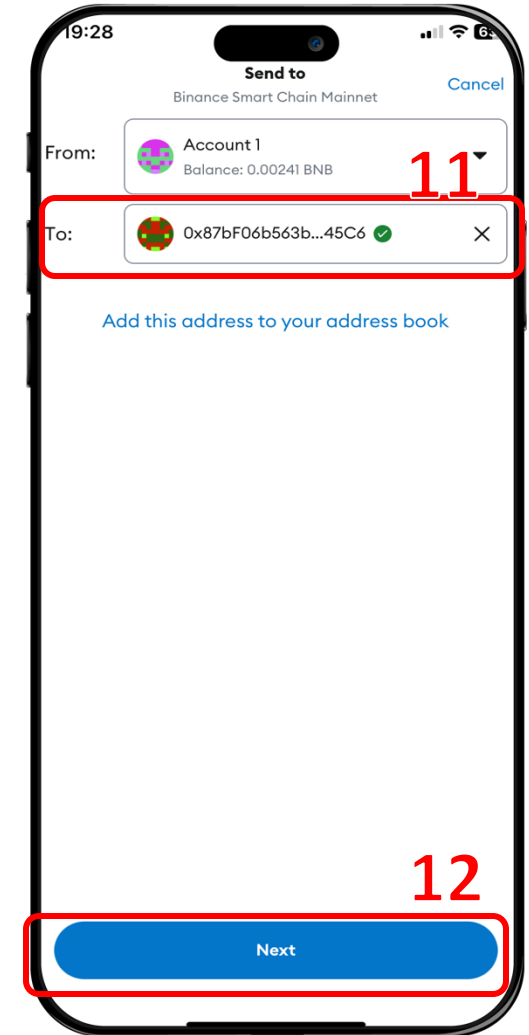 19:28
Send to
Cancel
Binance Smart Chain Mainnet
From:
Account 1
Balance: 0.00241 BNB
11
To:
0x87bF06b563b...45C6
Add this address to your address book
12
Next